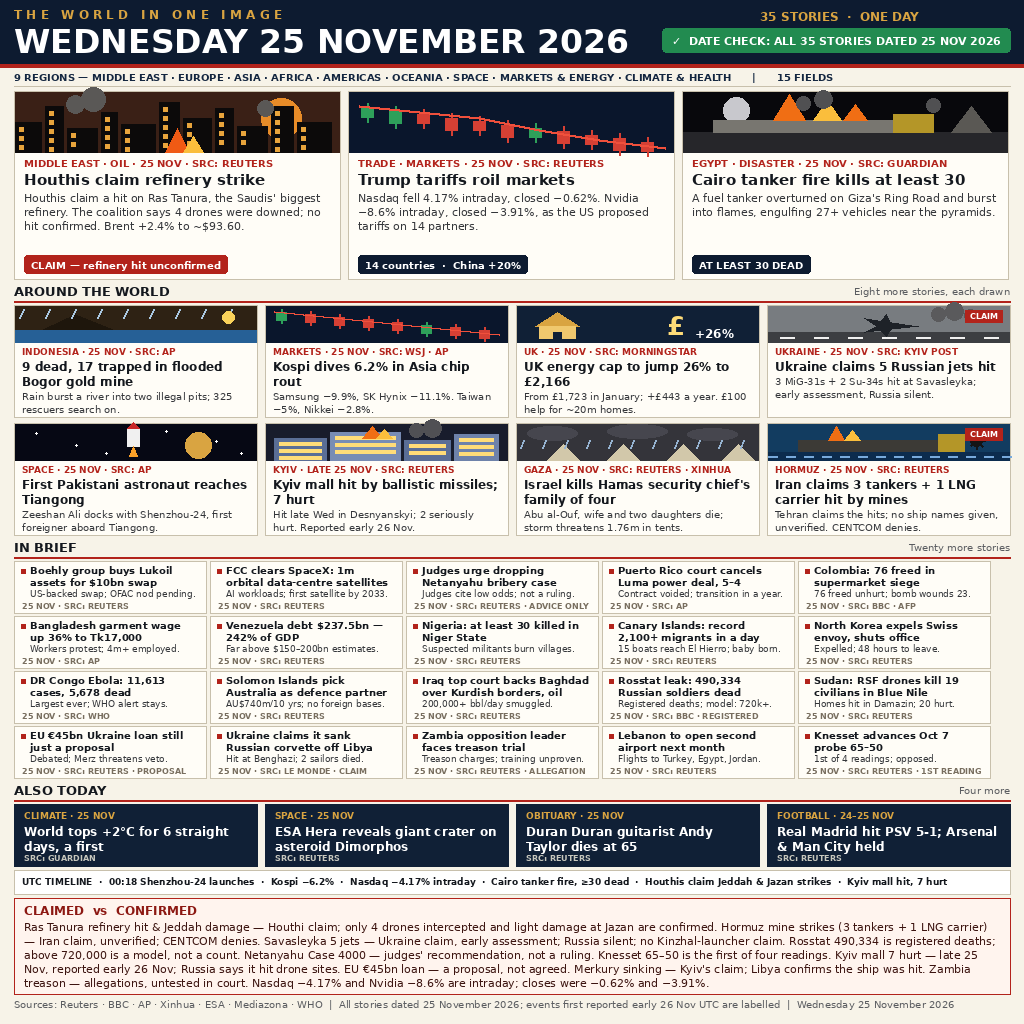 THE WORLD IN ONE IMAGE
35 STORIES · ONE DAY
WEDNESDAY 25 NOVEMBER 2026
✓ DATE CHECK: ALL 35 STORIES DATED 25 NOV 2026
9 REGIONS — MIDDLE EAST · EUROPE · ASIA · AFRICA · AMERICAS · OCEANIA · SPACE · MARKETS & ENERGY · CLIMATE & HEALTH | 15 FIELDS
MIDDLE EAST · OIL · 25 NOV · SRC: REUTERS
Houthis claim refinery strike
Houthis claim a hit on Ras Tanura, the Saudis' biggest
refinery. The coalition says 4 drones were downed; no
hit confirmed. Brent +2.4% to ~$93.60.
CLAIM — refinery hit unconfirmed
TRADE · MARKETS · 25 NOV · SRC: REUTERS
Trump tariffs roil markets
Nasdaq fell 4.17% intraday, closed −0.62%. Nvidia
−8.6% intraday, closed −3.91%, as the US proposed
tariffs on 14 partners.
14 countries · China +20%
EGYPT · DISASTER · 25 NOV · SRC: GUARDIAN
Cairo tanker fire kills at least 30
A fuel tanker overturned on Giza's Ring Road and burst
into flames, engulfing 27+ vehicles near the pyramids.
AT LEAST 30 DEAD
AROUND THE WORLD
Eight more stories, each drawn
INDONESIA · 25 NOV · SRC: AP
9 dead, 17 trapped in flooded
Bogor gold mine
Rain burst a river into two illegal pits; 325
rescuers search on.
MARKETS · 25 NOV · SRC: WSJ · AP
Kospi dives 6.2% in Asia chip
rout
Samsung −9.9%, SK Hynix −11.1%. Taiwan
−5%, Nikkei −2.8%.
£ +26%
UK · 25 NOV · SRC: MORNINGSTAR
UK energy cap to jump 26% to
£2,166
From £1,723 in January; +£443 a year. £100
help for ~20m homes.
CLAIM
UKRAINE · 25 NOV · SRC: KYIV POST
Ukraine claims 5 Russian jets hit
3 MiG-31s + 2 Su-34s hit at Savasleyka;
early assessment, Russia silent.
SPACE · 25 NOV · SRC: AP
First Pakistani astronaut reaches
Tiangong
Zeeshan Ali docks with Shenzhou-24, first
foreigner aboard Tiangong.
KYIV · LATE 25 NOV · SRC: REUTERS
Kyiv mall hit by ballistic missiles;
7 hurt
Hit late Wed in Desnyanskyi; 2 seriously
hurt. Reported early 26 Nov.
GAZA · 25 NOV · SRC: REUTERS · XINHUA
Israel kills Hamas security chief's
family of four
Abu al-Ouf, wife and two daughters die;
storm threatens 1.76m in tents.
CLAIM
HORMUZ · 25 NOV · SRC: REUTERS
Iran claims 3 tankers + 1 LNG
carrier hit by mines
Tehran claims the hits; no ship names given,
unverified. CENTCOM denies.
IN BRIEF
Twenty more stories
Boehly group buys Lukoil
assets for $10bn swap
US-backed swap; OFAC nod pending.
25 NOV · SRC: REUTERS
FCC clears SpaceX: 1m
orbital data-centre satellites
AI workloads; first satellite by 2033.
25 NOV · SRC: REUTERS
Judges urge dropping
Netanyahu bribery case
Judges cite low odds; not a ruling.
25 NOV · SRC: REUTERS · ADVICE ONLY
Puerto Rico court cancels
Luma power deal, 5–4
Contract voided; transition in a year.
25 NOV · SRC: AP
Colombia: 76 freed in
supermarket siege
76 freed unhurt; bomb wounds 23.
25 NOV · SRC: BBC · AFP
Bangladesh garment wage
up 36% to Tk17,000
Workers protest; 4m+ employed.
25 NOV · SRC: AP
Venezuela debt $237.5bn —
242% of GDP
Far above $150–200bn estimates.
25 NOV · SRC: REUTERS
Nigeria: at least 30 killed in
Niger State
Suspected militants burn villages.
25 NOV · SRC: REUTERS
Canary Islands: record
2,100+ migrants in a day
15 boats reach El Hierro; baby born.
25 NOV · SRC: REUTERS
North Korea expels Swiss
envoy, shuts office
Expelled; 48 hours to leave.
25 NOV · SRC: REUTERS
DR Congo Ebola: 11,613
cases, 5,678 dead
Largest ever; WHO alert stays.
25 NOV · SRC: WHO
Solomon Islands pick
Australia as defence partner
AU$740m/10 yrs; no foreign bases.
25 NOV · SRC: REUTERS
Iraq top court backs Baghdad
over Kurdish borders, oil
200,000+ bbl/day smuggled.
25 NOV · SRC: REUTERS
Rosstat leak: 490,334
Russian soldiers dead
Registered deaths; model: 720k+.
25 NOV · SRC: BBC · REGISTERED
Sudan: RSF drones kill 19
civilians in Blue Nile
Homes hit in Damazin; 20 hurt.
25 NOV · SRC: REUTERS
EU €45bn Ukraine loan still
just a proposal
Debated; Merz threatens veto.
25 NOV · SRC: REUTERS · PROPOSAL
Ukraine claims it sank
Russian corvette off Libya
Hit at Benghazi; 2 sailors died.
25 NOV · SRC: LE MONDE · CLAIM
Zambia opposition leader
faces treason trial
Treason charges; training unproven.
25 NOV · SRC: REUTERS · ALLEGATION
Lebanon to open second
airport next month
Flights to Turkey, Egypt, Jordan.
25 NOV · SRC: REUTERS
Knesset advances Oct 7
probe 65–50
1st of 4 readings; opposed.
25 NOV · SRC: REUTERS · 1ST READING
ALSO TODAY
Four more
CLIMATE · 25 NOV
World tops +2°C for 6 straight
days, a first
SRC: GUARDIAN
SPACE · 25 NOV
ESA Hera reveals giant crater on
asteroid Dimorphos
SRC: REUTERS
OBITUARY · 25 NOV
Duran Duran guitarist Andy
Taylor dies at 65
SRC: REUTERS
FOOTBALL · 24–25 NOV
Real Madrid hit PSV 5-1; Arsenal
& Man City held
SRC: REUTERS
UTC TIMELINE · 00:18 Shenzhou-24 launches · Kospi −6.2% · Nasdaq −4.17% intraday · Cairo tanker fire, ≥30 dead · Houthis claim Jeddah & Jazan strikes · Kyiv mall hit, 7 hurt
CLAIMED vs CONFIRMED
Ras Tanura refinery hit & Jeddah damage — Houthi claim; only 4 drones intercepted and light damage at Jazan are confirmed. Hormuz mine strikes (3 tankers + 1 LNG carrier)
— Iran claim, unverified; CENTCOM denies. Savasleyka 5 jets — Ukraine claim, early assessment; Russia silent; no Kinzhal-launcher claim. Rosstat 490,334 is registered deaths;
above 720,000 is a model, not a count. Netanyahu Case 4000 — judges' recommendation, not a ruling. Knesset 65–50 is the first of four readings. Kyiv mall 7 hurt — late 25
Nov, reported early 26 Nov; Russia says it hit drone sites. EU €45bn loan — a proposal, not agreed. Merkury sinking — Kyiv's claim; Libya confirms the ship was hit. Zambia
treason — allegations, untested in court. Nasdaq −4.17% and Nvidia −8.6% are intraday; closes were −0.62% and −3.91%.
Sources: Reuters · BBC · AP · Xinhua · ESA · Mediazona · WHO | All stories dated 25 November 2026; events first reported early 26 Nov UTC are labelled | Wednesday 25 November 2026